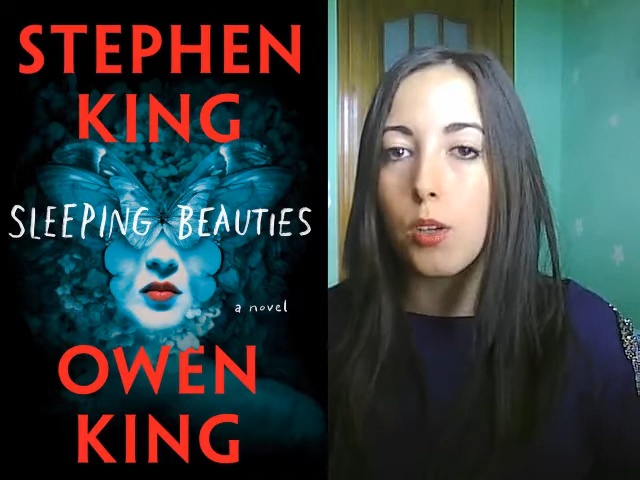 STEPHEN
KING
SLEEPING BEAUTIES
a novel
OWEN
KING